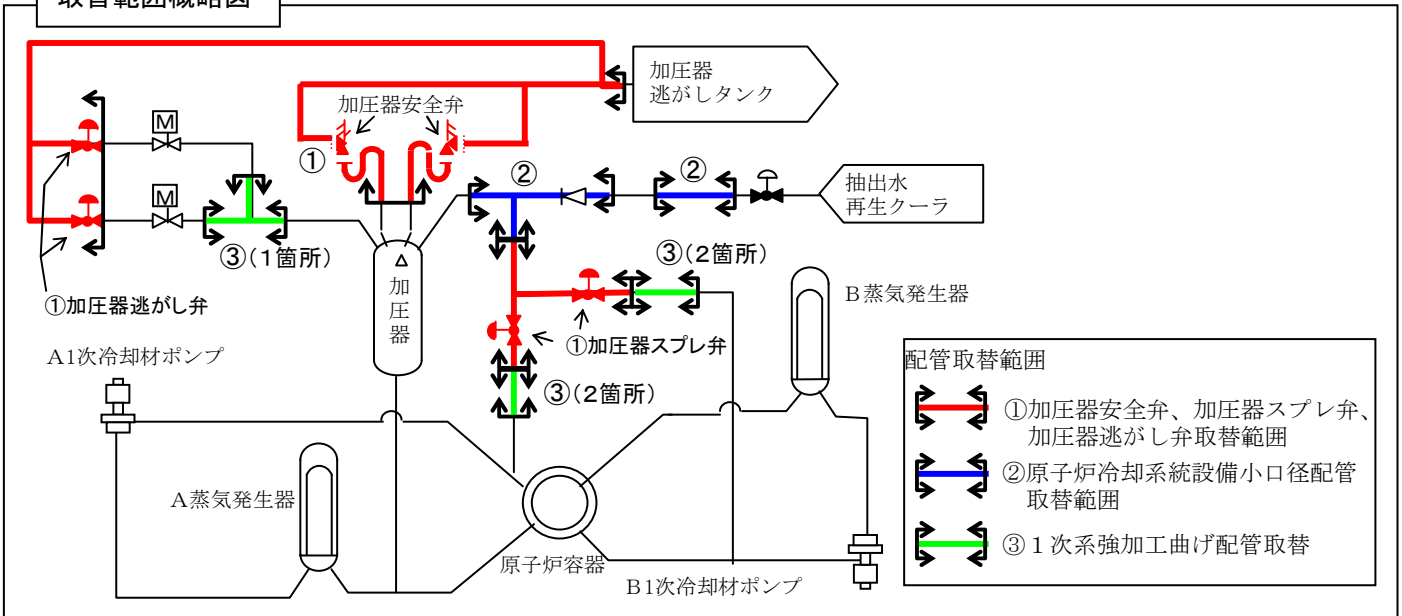 取替範囲概略図
加圧器
逃がしタンク
加圧器安全弁
M
①
②
②
抽出水
再生クーラ
M
③(1箇所)
③(2箇所)
加
圧
器
B蒸気発生器
①加圧器逃がし弁
①加圧器スプレ弁
A1次冷却材ポンプ
③(2箇所)
配管取替範囲
①加圧器安全弁、加圧器スプレ弁、
加圧器逃がし弁取替範囲
②原子炉冷却系統設備小口径配管
取替範囲
③1次系強加工曲げ配管取替
A蒸気発生器
原子炉容器
B1次冷却材ポンプ